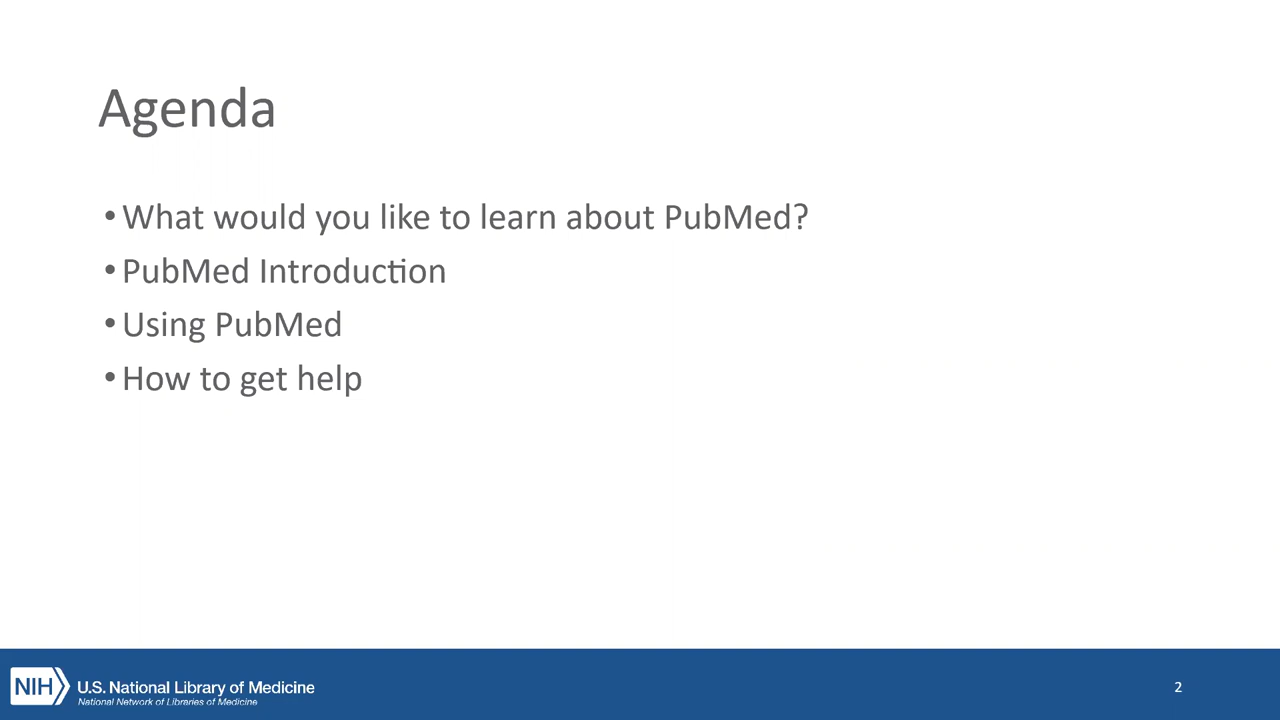 Agenda
• What would you like to learn about PubMed?
• PubMed Introduction
• Using PubMed
• How to get help
NIH U.S. National Library of Medicine
National Network of Libraries of Medicine
2